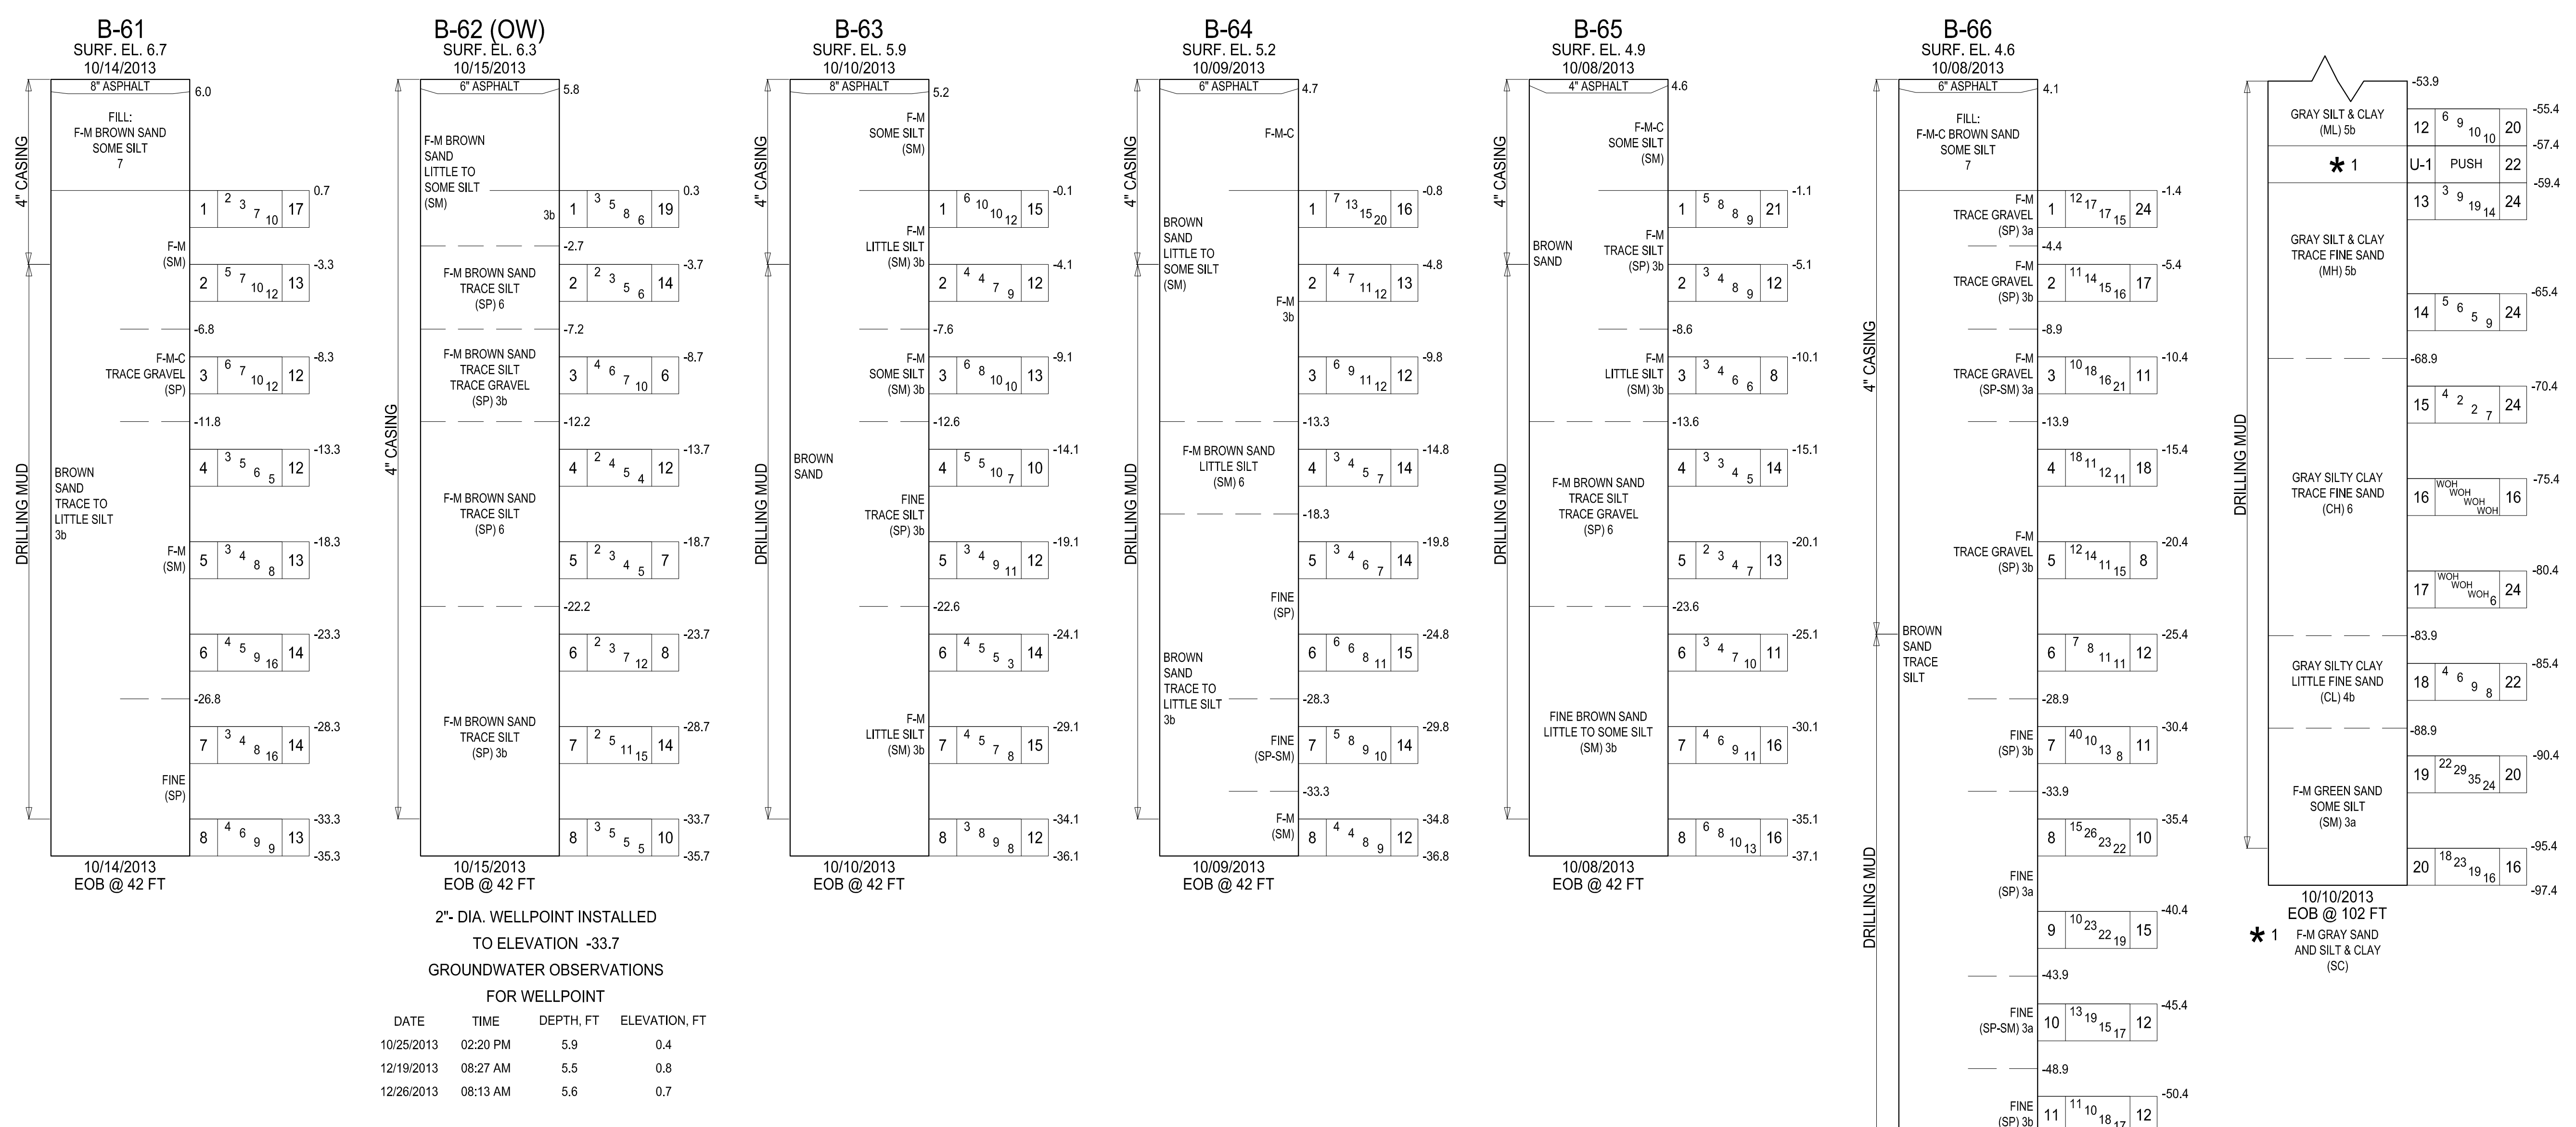 B-61
SURF. EL. 6.7
10/14/2013
8" ASPHALT
6.0
FILL:
F-M BROWN SAND
SOME SILT
7
4" CASING
0.7
1 2 3 7 10 17
F-M
(SM)
-3.3
2 5 7 10 12 13
-6.8
F-M-C
TRACE GRAVEL
(SP)
-8.3
3 6 7 10 12 12
-11.8
DRILLING MUD
BROWN
SAND
TRACE TO
LITTLE SILT
3b
-13.3
4 3 5 6 5 12
F-M
(SM)
-18.3
5 3 4 8 8 13
-23.3
6 4 5 9 16 14
-26.8
-28.3
7 3 4 8 16 14
FINE
(SP)
-33.3
8 4 6 9 9 13
-35.3
10/14/2013
EOB @ 42 FT
B-62 (OW)
SURF. EL. 6.3
10/15/2013
6" ASPHALT
5.8
F-M BROWN
SAND
LITTLE TO
SOME SILT
(SM)
3b
0.3
1 3 5 8 6 19
-2.7
4" CASING
F-M BROWN SAND
TRACE SILT
(SP) 6
-3.7
2 2 3 5 6 14
-7.2
F-M BROWN SAND
TRACE SILT
TRACE GRAVEL
(SP) 3b
-8.7
3 4 6 7 10 6
-12.2
F-M BROWN SAND
TRACE SILT
(SP) 6
-13.7
4 2 4 5 4 12
-18.7
5 2 3 4 5 7
-22.2
-23.7
6 2 3 7 12 8
F-M BROWN SAND
TRACE SILT
(SP) 3b
-28.7
7 2 5 11 15 14
-33.7
8 3 5 5 5 10
-35.7
10/15/2013
EOB @ 42 FT
2"- DIA. WELLPOINT INSTALLED
TO ELEVATION -33.7
GROUNDWATER OBSERVATIONS
FOR WELLPOINT
DATE TIME DEPTH, FT ELEVATION, FT
10/25/2013 02:20 PM 5.9 0.4
12/19/2013 08:27 AM 5.5 0.8
12/26/2013 08:13 AM 5.6 0.7
B-63
SURF. EL. 5.9
10/10/2013
8" ASPHALT
5.2
F-M
SOME SILT
(SM)
4" CASING
-0.1
1 6 10 10 12 15
F-M
LITTLE SILT
(SM) 3b
-4.1
2 4 4 7 9 12
-7.6
F-M
SOME SILT
(SM) 3b
-9.1
3 6 8 10 10 13
-12.6
DRILLING MUD
BROWN
SAND
-14.1
4 5 5 10 7 10
FINE
TRACE SILT
(SP) 3b
-19.1
5 3 4 9 11 12
-22.6
-24.1
6 4 5 5 3 14
F-M
LITTLE SILT
(SM) 3b
-29.1
7 4 5 7 8 15
-34.1
8 3 8 9 8 12
-36.1
10/10/2013
EOB @ 42 FT
B-64
SURF. EL. 5.2
10/09/2013
6" ASPHALT
4.7
F-M-C
4" CASING
-0.8
1 7 13 15 20 16
BROWN
SAND
LITTLE TO
SOME SILT
(SM)
-4.8
2 4 7 11 12 13
F-M
3b
-9.8
3 6 9 11 12 12
-13.3
DRILLING MUD
F-M BROWN SAND
LITTLE SILT
(SM) 6
-14.8
4 3 4 5 7 14
-18.3
-19.8
5 3 4 6 7 14
FINE
(SP)
-24.8
6 6 6 8 11 15
BROWN
SAND
TRACE TO
LITTLE SILT
3b
-28.3
FINE
(SP-SM)
-29.8
7 5 8 9 10 14
-33.3
F-M
(SM)
-34.8
8 4 4 8 9 12
-36.8
10/09/2013
EOB @ 42 FT
B-65
SURF. EL. 4.9
10/08/2013
4" ASPHALT
4.6
F-M-C
SOME SILT
(SM)
4" CASING
-1.1
1 5 8 8 9 21
F-M
TRACE SILT
(SP) 3b
BROWN
SAND
-5.1
2 3 4 8 9 12
-8.6
F-M
LITTLE SILT
(SM) 3b
-10.1
3 3 4 6 6 8
-13.6
DRILLING MUD
F-M BROWN SAND
TRACE SILT
TRACE GRAVEL
(SP) 6
-15.1
4 3 3 4 5 14
-20.1
5 2 3 4 7 13
-23.6
-25.1
6 3 4 7 10 11
FINE BROWN SAND
LITTLE TO SOME SILT
(SM) 3b
-30.1
7 4 6 9 11 16
-35.1
8 6 8 10 13 16
-37.1
10/08/2013
EOB @ 42 FT
B-66
SURF. EL. 4.6
10/08/2013
6" ASPHALT
4.1
FILL:
F-M-C BROWN SAND
SOME SILT
7
-1.4
F-M
TRACE GRAVEL
(SP) 3a
1 12 17 17 15 24
-4.4
F-M
TRACE GRAVEL
(SP) 3b
-5.4
2 11 14 15 16 17
-8.9
4" CASING
F-M
TRACE GRAVEL
(SP-SM) 3a
-10.4
3 10 18 16 21 11
-13.9
-15.4
4 18 11 12 11 18
F-M
TRACE GRAVEL
(SP) 3b
-20.4
5 12 14 11 15 8
BROWN
SAND
TRACE
SILT
-25.4
6 7 8 11 11 12
-28.9
FINE
(SP) 3b
-30.4
7 40 10 13 8 11
-33.9
-35.4
8 15 26 23 22 10
DRILLING MUD
FINE
(SP) 3a
-40.4
9 10 23 22 19 15
-43.9
FINE
(SP-SM) 3a
-45.4
10 13 19 15 17 12
-48.9
FINE
(SP) 3b
-50.4
11 11 10 18 17 12
-53.9
GRAY SILT & CLAY
(ML) 5b
-55.4
12 6 9 10 10 20
-57.4
* 1 U-1 PUSH 22
-59.4
13 3 9 19 14 24
GRAY SILT & CLAY
TRACE FINE SAND
(MH) 5b
-65.4
14 5 6 5 9 24
-68.9
-70.4
15 4 2 2 7 24
DRILLING MUD
GRAY SILTY CLAY
TRACE FINE SAND
(CH) 6
-75.4
16 WOH WOH WOH WOH 16
-80.4
17 WOH WOH WOH 6 24
-83.9
GRAY SILTY CLAY
LITTLE FINE SAND
(CL) 4b
-85.4
18 4 6 9 8 22
-88.9
-90.4
19 22 29 35 24 20
F-M GREEN SAND
SOME SILT
(SM) 3a
-95.4
20 18 23 19 16 16
-97.4
10/10/2013
EOB @ 102 FT
* 1 F-M GRAY SAND
AND SILT & CLAY
(SC)